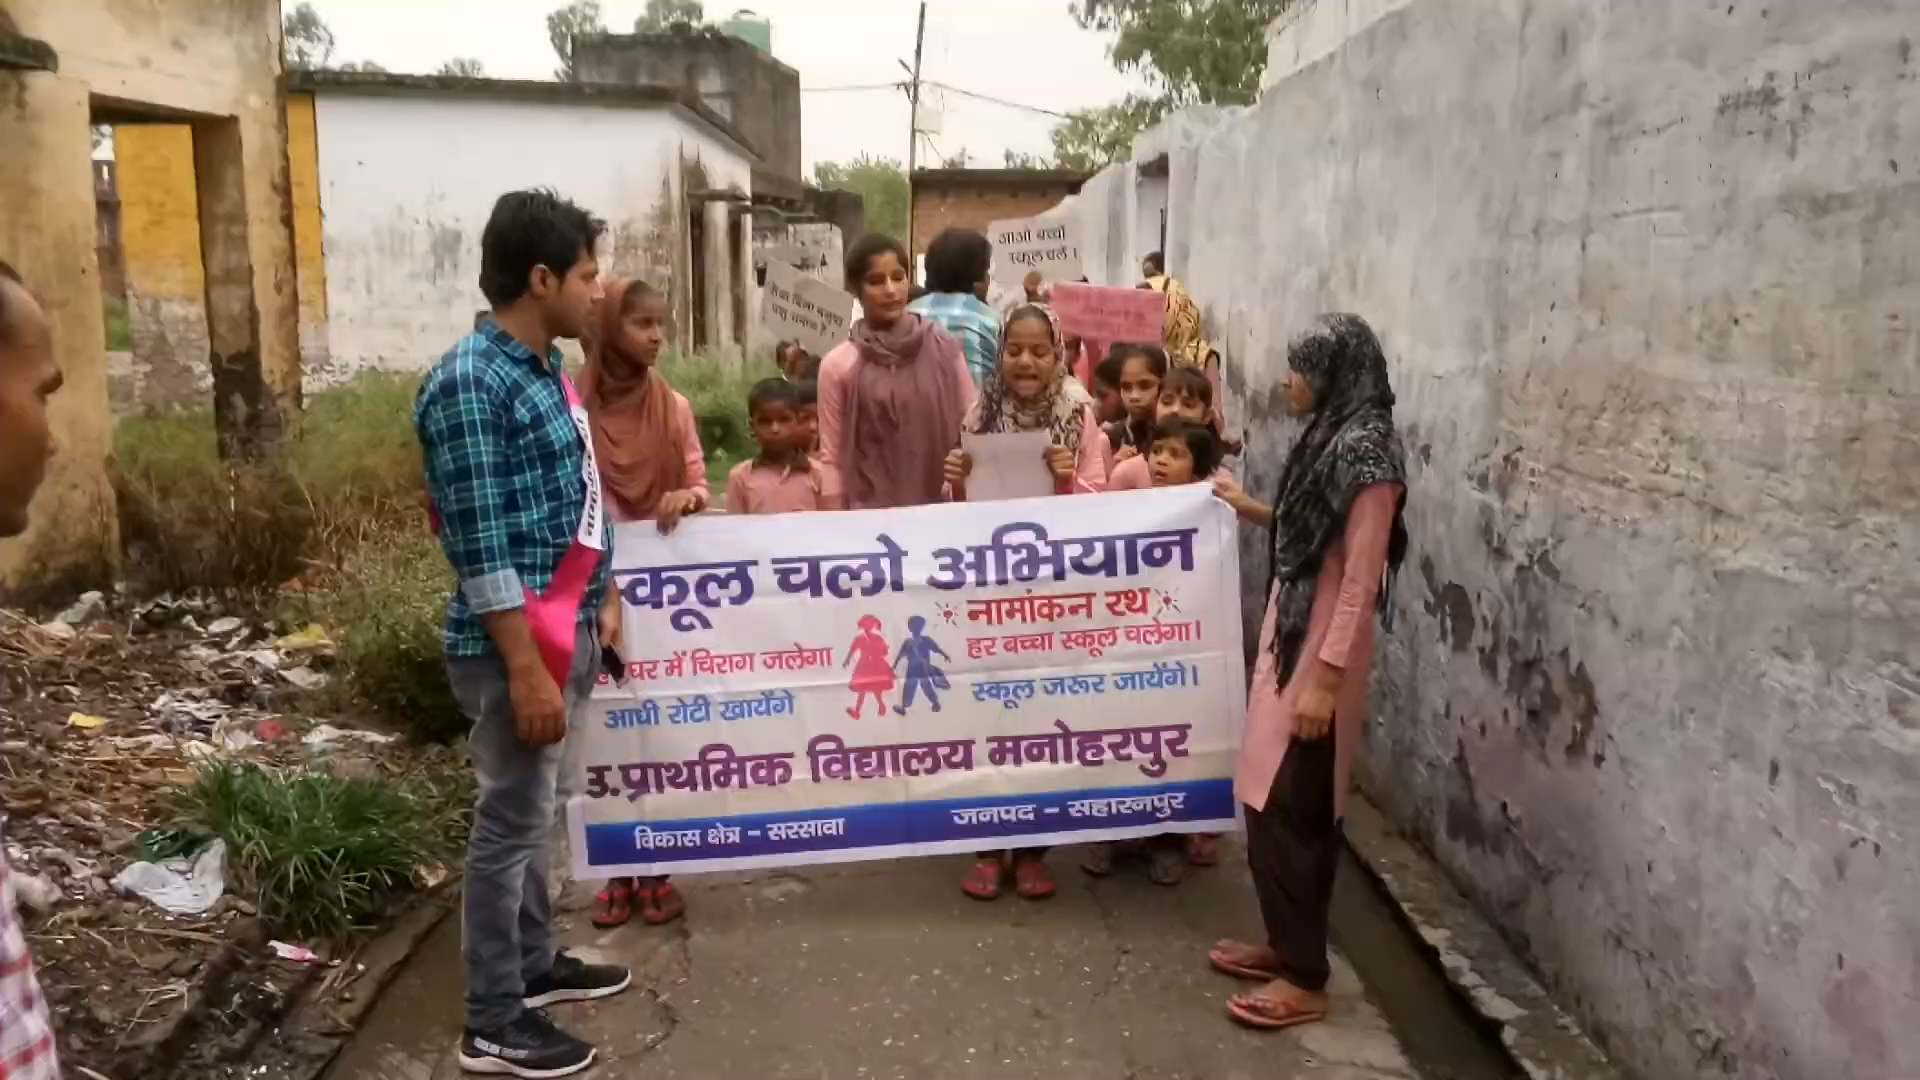 आओ बच्चों
स्कूल चलें।
स्कूल चलो अभियान
नामांकन रथ
घर में चिराग जलेगा
हर बच्चा स्कूल चलेगा।
आधी रोटी खायेंगे
स्कूल जरूर जायेंगे।
उ.प्राथमिक विद्यालय मनोहरपुर
विकास क्षेत्र - सरसावा
जनपद - सहारनपुर